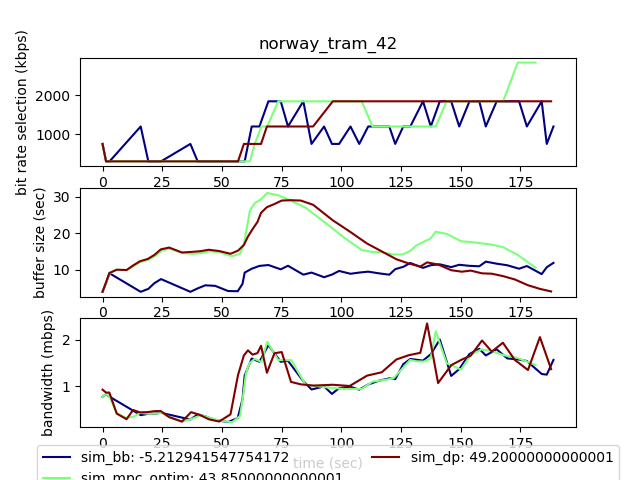 norway_tram_42
bit rate selection (kbps)
2000
1000
0 25 50 75 100 125 150 175
buffer size (sec)
30
20
10
0 25 50 75 100 125 150 175
bandwidth (mbps)
2
1
0 25 50 75 100 125 150 175
time (sec)
sim_bb: -5.212941547754172
sim_dp: 49.20000000000001
sim_mpc_optim: 43.85000000000001